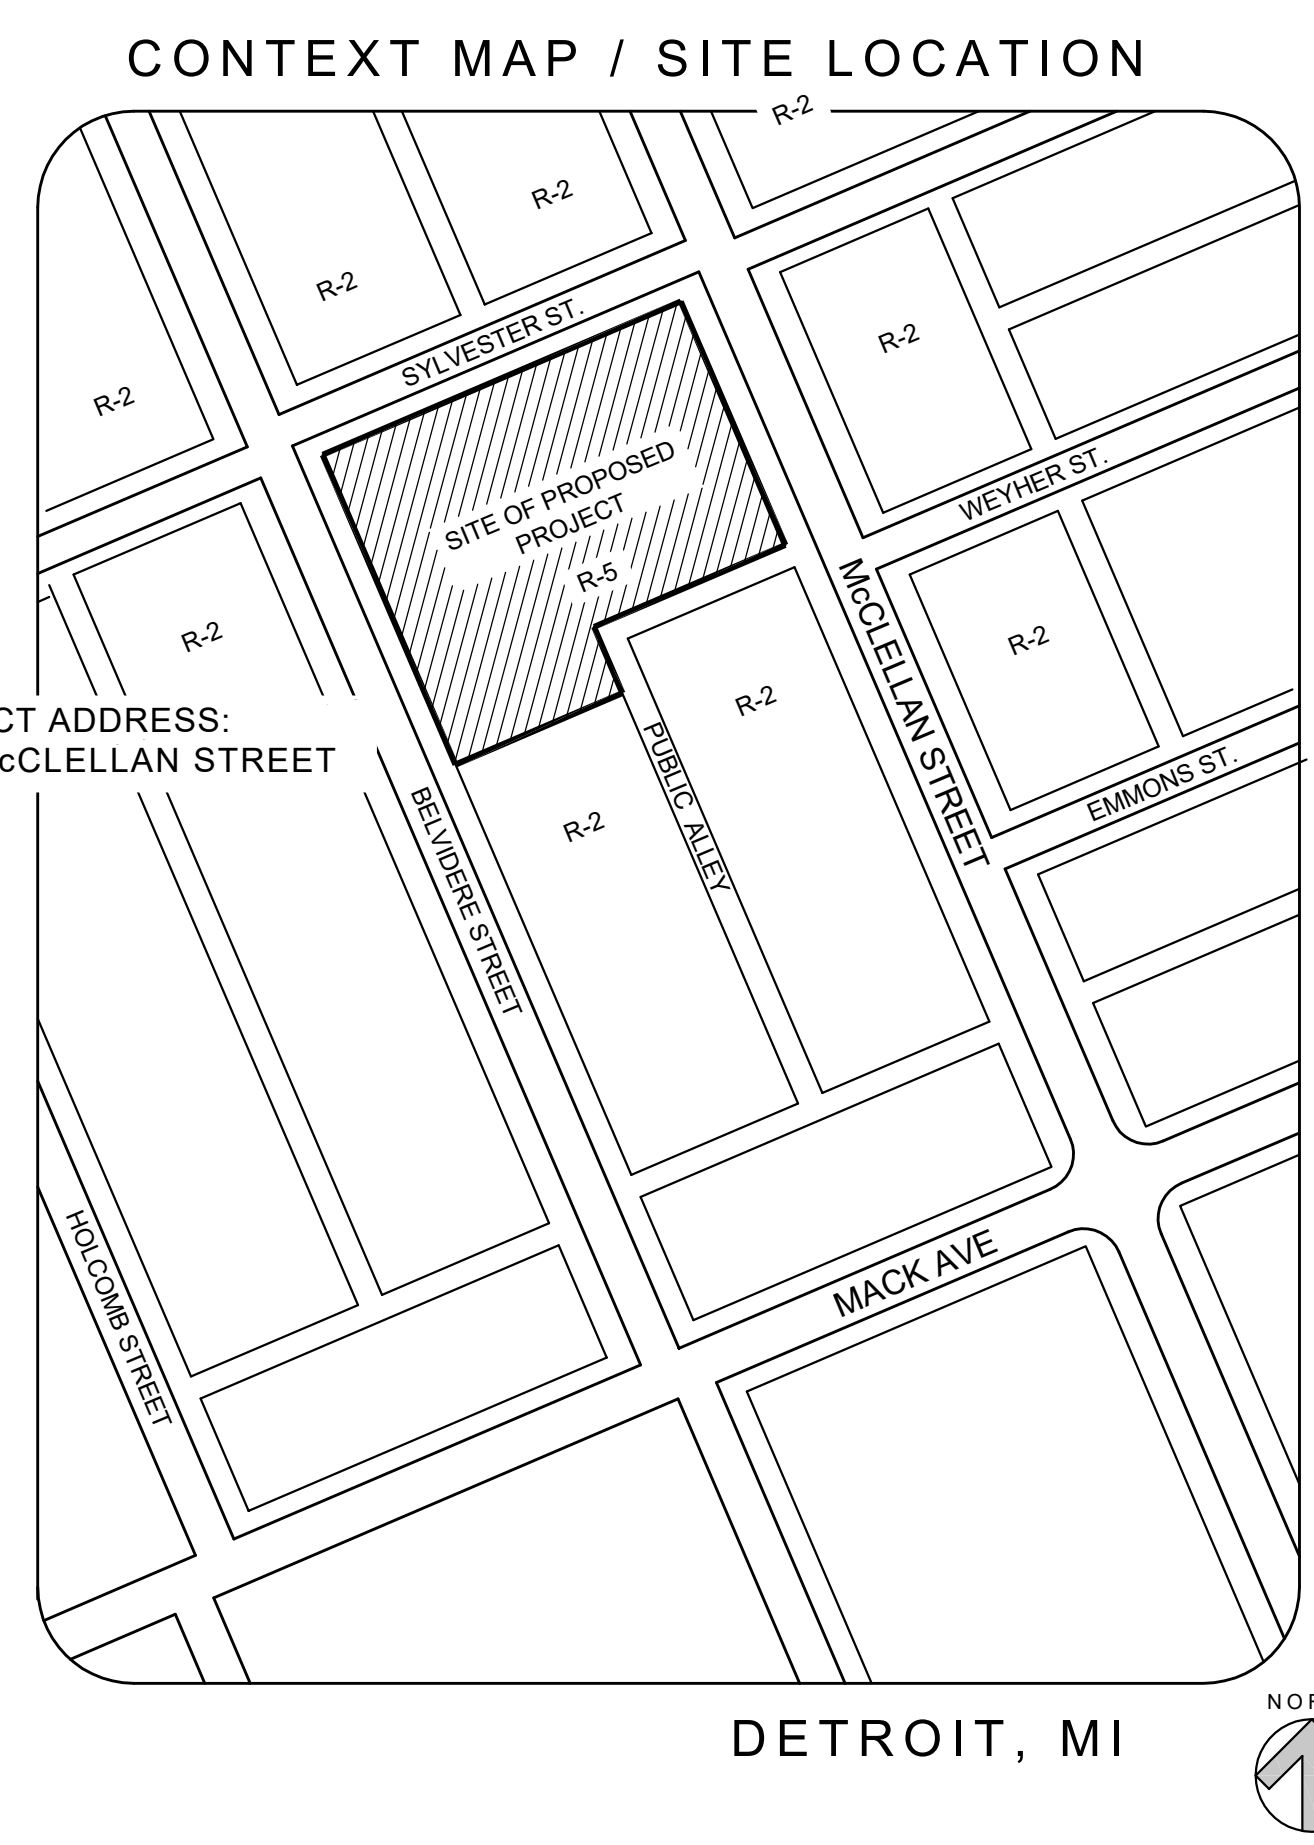 CONTEXT MAP / SITE LOCATION
R-2
R-2
R-2
SYLVESTER ST.
R-2
R-2
SITE OF PROPOSED
PROJECT
R-5
WEYHER ST.
R-2
R-2
McCLELLAN STREET
R-2
CT ADDRESS:
cCLELLAN STREET
PUBLIC ALLEY
EMMONS ST.
BELVIDERE STREET
R-2
HOLCOMB STREET
MACK AVE
DETROIT, MI
NOR